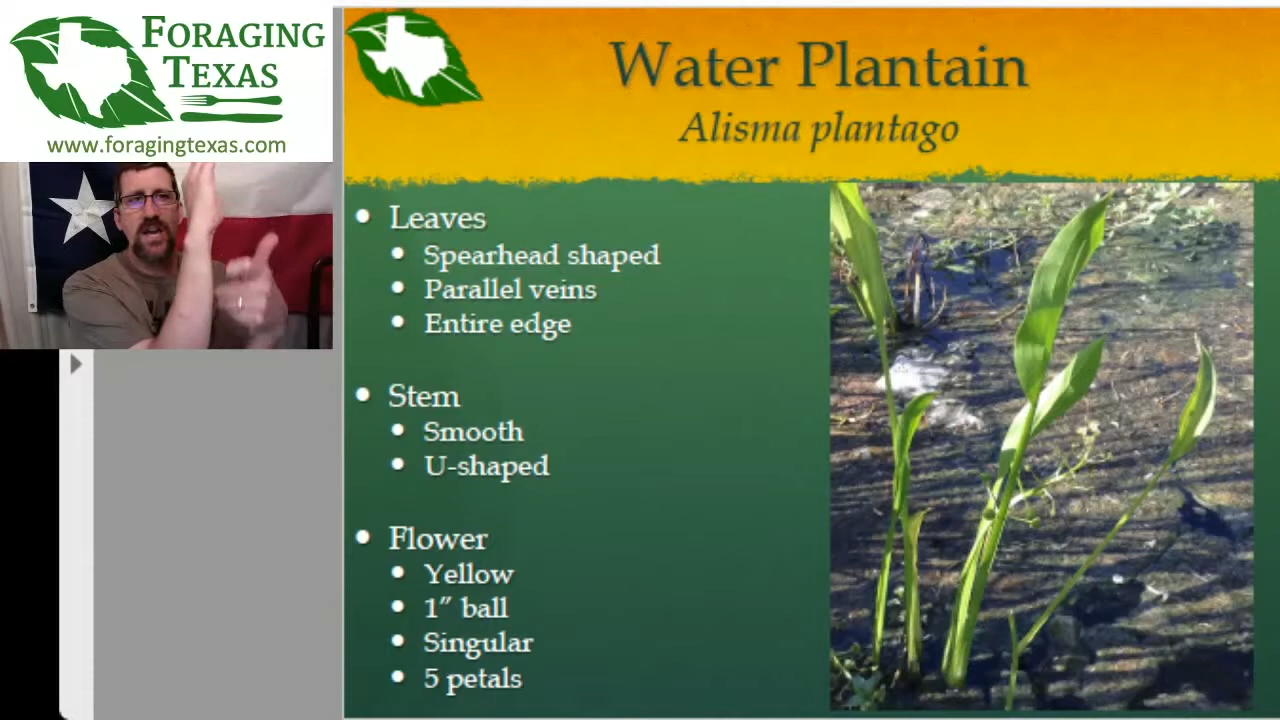 FORAGING
TEXAS
www.foragingtexas.com
Water Plantain
Alisma plantago
• Leaves
• Spearhead shaped
• Parallel veins
• Entire edge
• Stem
• Smooth
• U-shaped
• Flower
• Yellow
• 1” ball
• Singular
• 5 petals